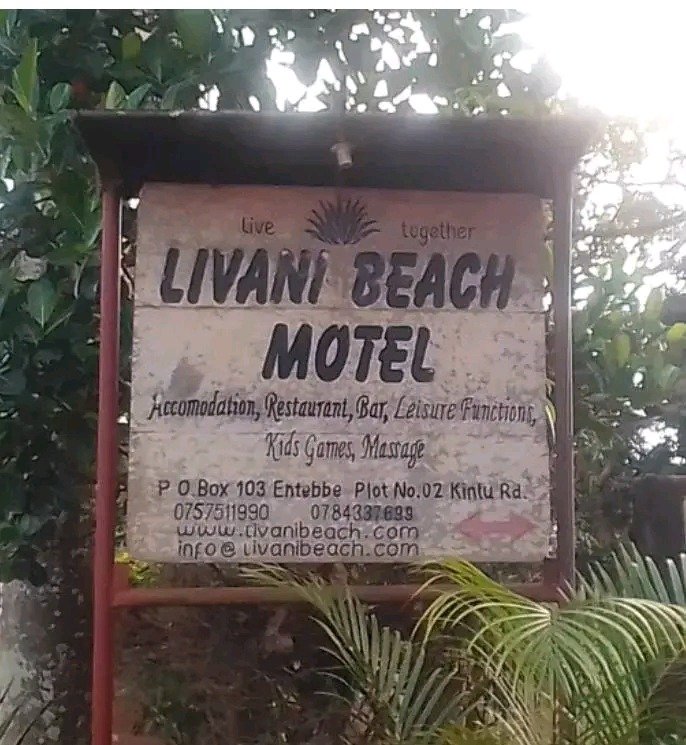 live together
LIVANI BEACH
MOTEL
Accomodation, Restaurant, Bar, Leisure Functions,
Kids Games, Massage
P O Box 103 Entebbe Plot No.02 Kintu Rd.
0757511990 0784337699
www.livanibeach.com
info@livanibeach.com